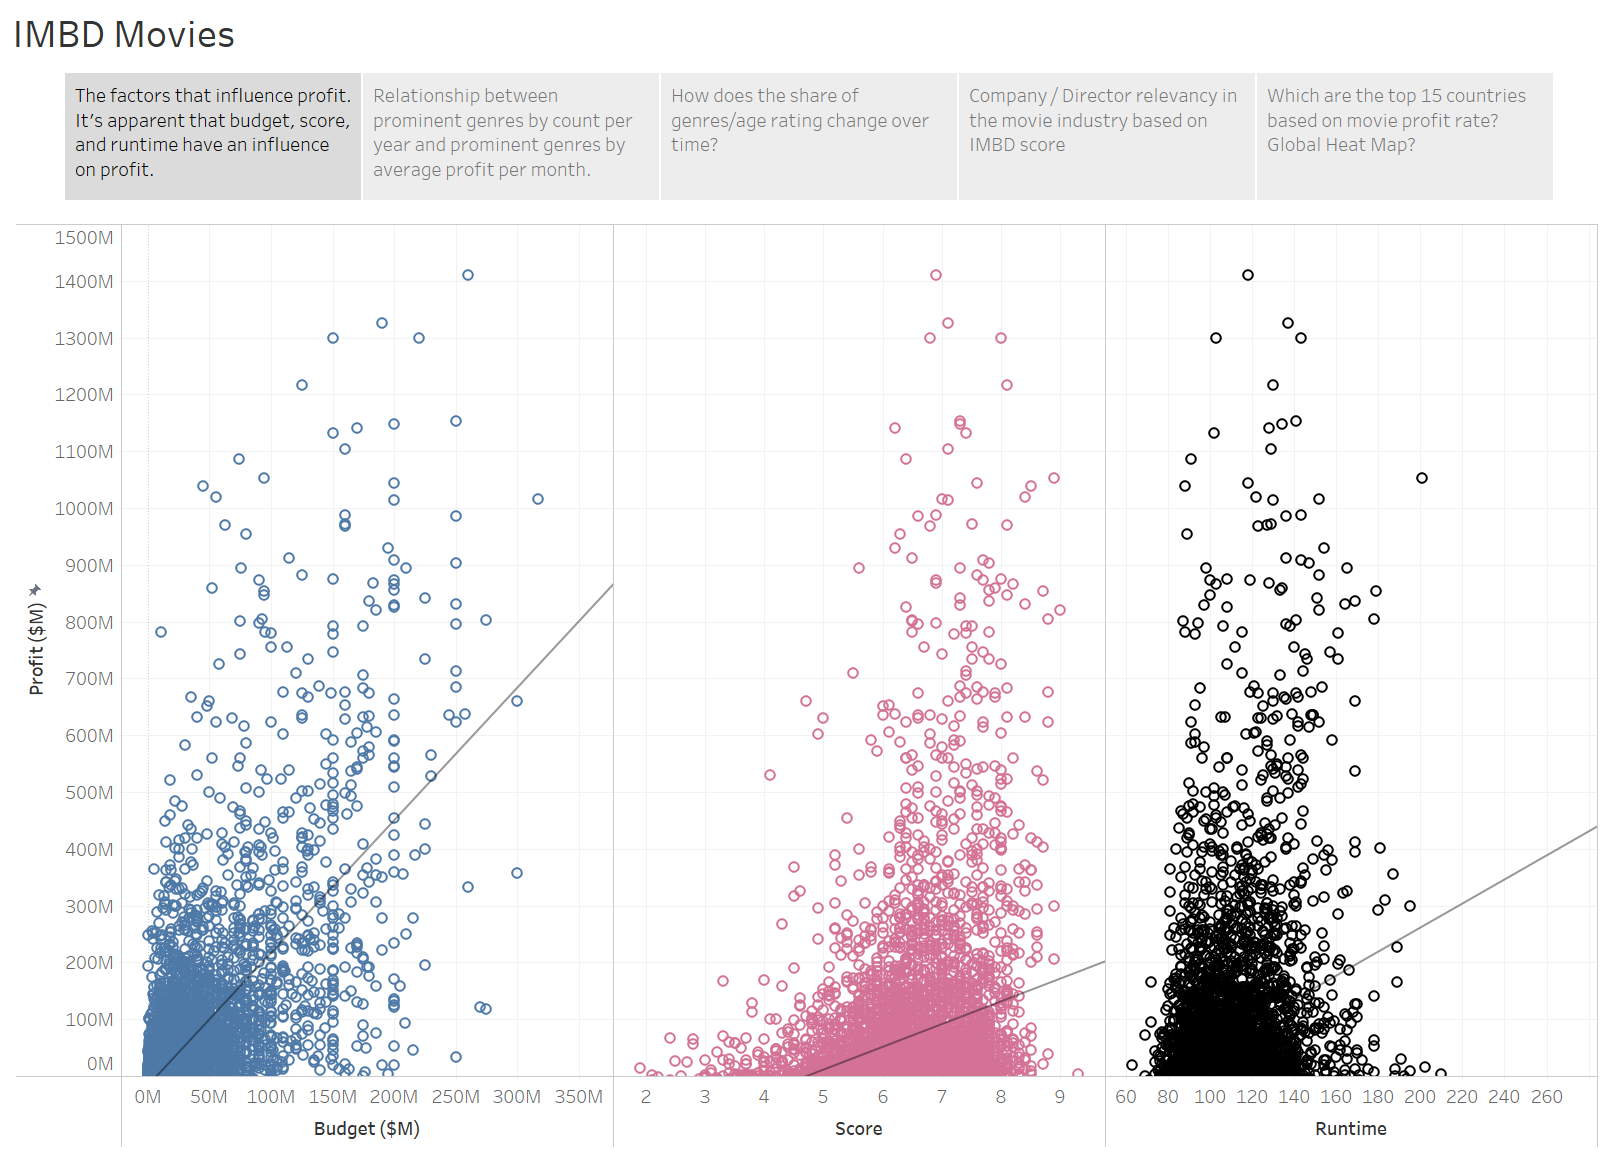 IMBD Movies
The factors that influence profit.
It's apparent that budget, score,
and runtime have an influence
on profit.
Relationship between
prominent genres by count per
year and prominent genres by
average profit per month.
How does the share of
genres/age rating change over
time?
Company / Director relevancy in
the movie industry based on
IMBD score
Which are the top 15 countries
based on movie profit rate?
Global Heat Map?
Profit ($M)
1500M
1400M
1300M
1200M
1100M
1000M
900M
800M
700M
600M
500M
400M
300M
200M
100M
0M
0M 50M 100M 150M 200M 250M 300M 350M
Budget ($M)
2 3 4 5 6 7 8 9
Score
60 80 100 120 140 160 180 200 220 240 260
Runtime